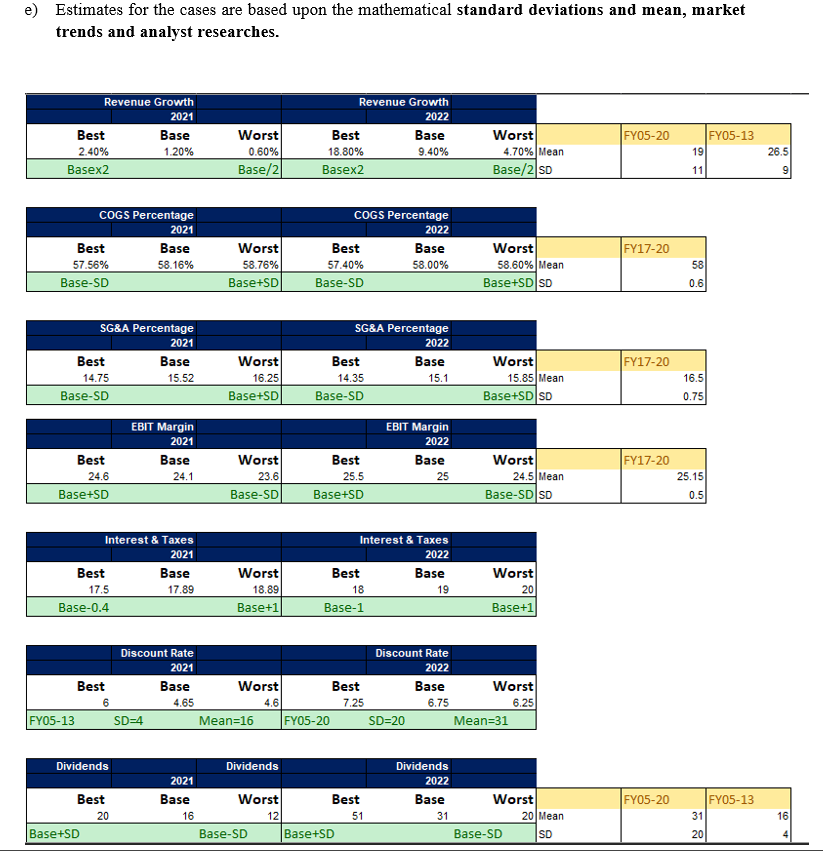 e) Estimates for the cases are based upon the mathematical standard deviations and mean, market
trends and analyst researches.
Revenue Growth Revenue Growth
2021 2022
Best Base Worst Best Base Worst FY05-20 FY05-13
2.40% 1.20% 0.60% 18.80% 9.40% 4.70% Mean 19 26.5
Basex2 Base/2 Basex2 Base/2 SD 11 9
COGS Percentage COGS Percentage
2021 2022
Best Base Worst Best Base Worst FY17-20
57.56% 58.16% 58.76% 57.40% 58.00% 58.60% Mean 58
Base-SD Base+SD Base-SD Base+SD SD 0.6
SG&A Percentage SG&A Percentage
2021 2022
Best Base Worst Best Base Worst FY17-20
14.75 15.52 16.25 14.35 15.1 15.85 Mean 16.5
Base-SD Base+SD Base-SD Base+SD SD 0.75
EBIT Margin EBIT Margin
2021 2022
Best Base Worst Best Base Worst FY17-20
24.6 24.1 23.6 25.5 25 24.5 Mean 25.15
Base+SD Base-SD Base+SD Base-SD SD 0.5
Interest & Taxes Interest & Taxes
2021 2022
Best Base Worst Best Base Worst
17.5 17.89 18.89 18 19 20
Base-0.4 Base+1 Base-1 Base+1
Discount Rate Discount Rate
2021 2022
Best Base Worst Best Base Worst
6 4.65 4.6 7.25 6.75 6.25
FY05-13 SD=4 Mean=16 FY05-20 SD=20 Mean=31
Dividends Dividends Dividends
2021 2022
Best Base Worst Best Base Worst FY05-20 FY05-13
20 16 12 51 31 20 Mean 31 16
Base+SD Base-SD Base+SD Base-SD SD 20 4